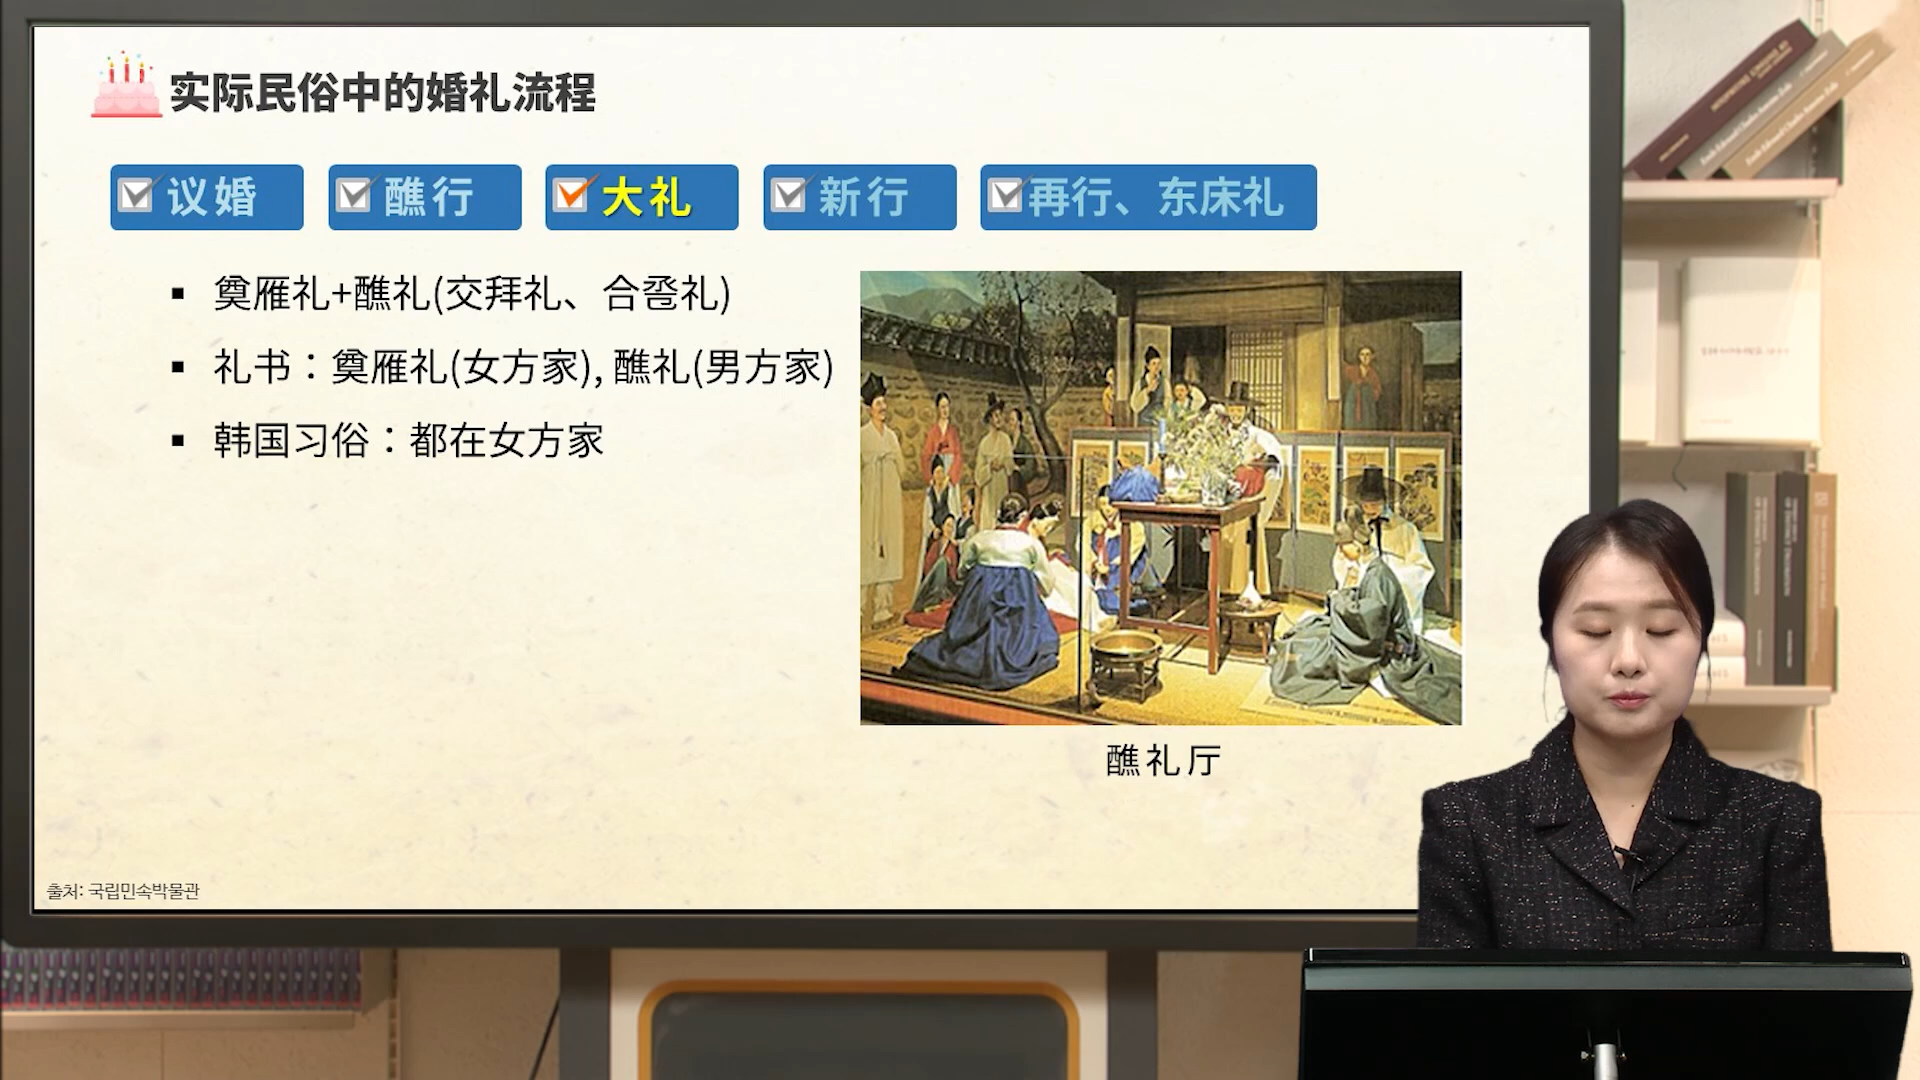 实际民俗中的婚礼流程
议婚
醮行
大礼
新行
再行、东床礼
奠雁礼+醮礼(交拜礼、合卺礼)
礼书：奠雁礼(女方家), 醮礼(男方家)
韩国习俗：都在女方家
醮礼厅
출처: 국립민속박물관